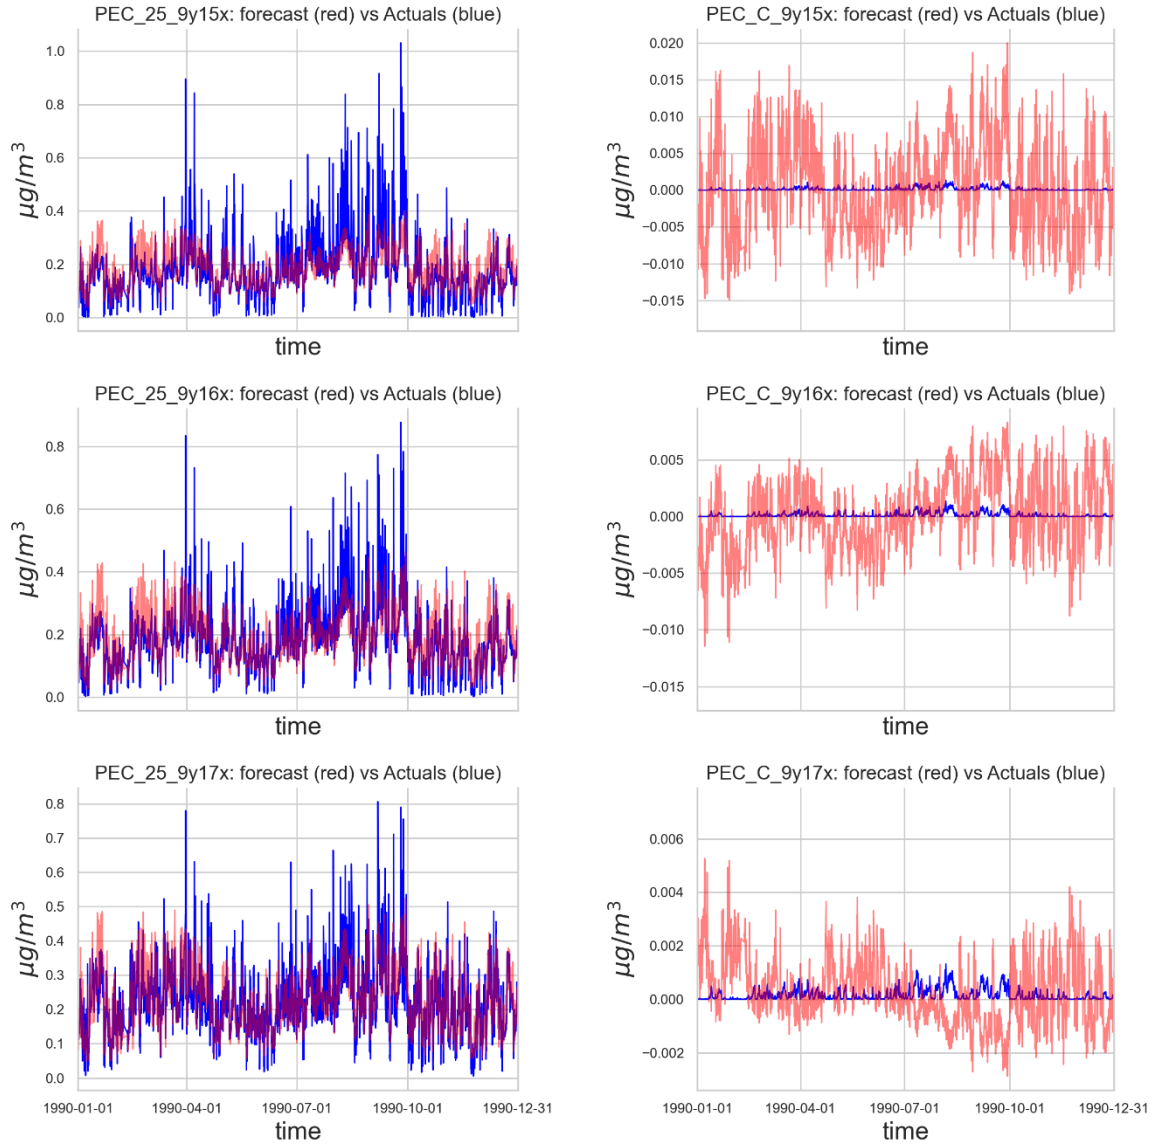 PEC_25_9y15x: forecast (red) vs Actuals (blue)
1.0
0.8
0.6
0.4
0.2
0.0
μg/m³
time
PEC_C_9y15x: forecast (red) vs Actuals (blue)
0.020
0.015
0.010
0.005
0.000
−0.005
−0.010
−0.015
μg/m³
time
PEC_25_9y16x: forecast (red) vs Actuals (blue)
0.8
0.6
0.4
0.2
0.0
μg/m³
time
PEC_C_9y16x: forecast (red) vs Actuals (blue)
0.005
0.000
−0.005
−0.010
−0.015
μg/m³
time
PEC_25_9y17x: forecast (red) vs Actuals (blue)
0.8
0.7
0.6
0.5
0.4
0.3
0.2
0.1
0.0
μg/m³
1990-01-01 1990-04-01 1990-07-01 1990-10-01 1990-12-31
time
PEC_C_9y17x: forecast (red) vs Actuals (blue)
0.006
0.004
0.002
0.000
−0.002
μg/m³
1990-01-01 1990-04-01 1990-07-01 1990-10-01 1990-12-31
time